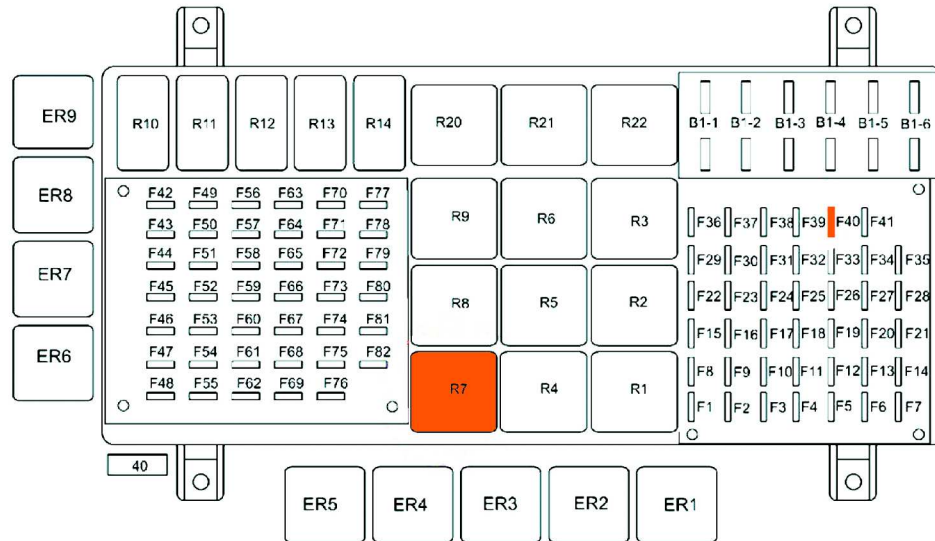 ER9
ER8
ER7
ER6
R10 R11 R12 R13 R14 R20 R21 R22
B1-1 B1-2 B1-3 B1-4 B1-5 B1-6
F42 F49 F56 F63 F70 F77
F43 F50 F57 F64 F71 F78
F44 F51 F58 F65 F72 F79
F45 F52 F59 F66 F73 F80
F46 F53 F60 F67 F74 F81
F47 F54 F61 F68 F75 F82
F48 F55 F62 F69 F76
R9 R6 R3
R8 R5 R2
R7 R4 R1
F36 F37 F38 F39 F40 F41
F29 F30 F31 F32 F33 F34 F35
F22 F23 F24 F25 F26 F27 F28
F15 F16 F17 F18 F19 F20 F21
F8 F9 F10 F11 F12 F13 F14
F1 F2 F3 F4 F5 F6 F7
40
ER5 ER4 ER3 ER2 ER1